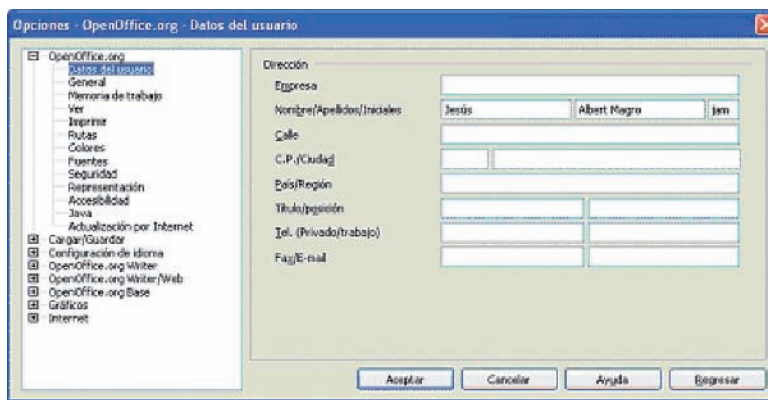 Opciones - OpenOffice.org - Datos del usuario
OpenOffice.org
Datos del usuario
General
Memoria de trabajo
Ver
Imprimir
Rutas
Colores
Fuentes
Seguridad
Representación
Accesibilidad
Java
Actualización por Internet
Cargar/Guardar
Configuración de idioma
OpenOffice.org Writer
OpenOffice.org Writer/Web
OpenOffice.org Base
Gráficos
Internet
Dirección
Empresa
Nombre/Apellidos/Iniciales Jesús Albert Magro jam
Calle
C.P./Ciudad
País/Región
Título/posición
Tel. (Privado/trabajo)
Fax/E-mail
Aceptar Cancelar Ayuda Regresar